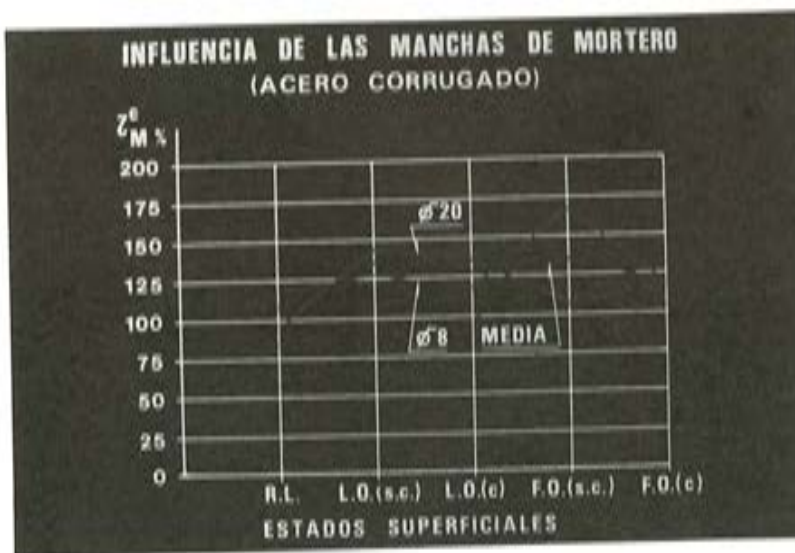 INFLUENCIA DE LAS MANCHAS DE MORTERO
(ACERO CORRUGADO)
M %
200
175
150
125
100
75
50
25
0
ø 20
ø 8 MEDIA
R.L. L.O.(s.c.) L.O.(c) F.O.(s.c.) F.O.(c)
ESTADOS SUPERFICIALES